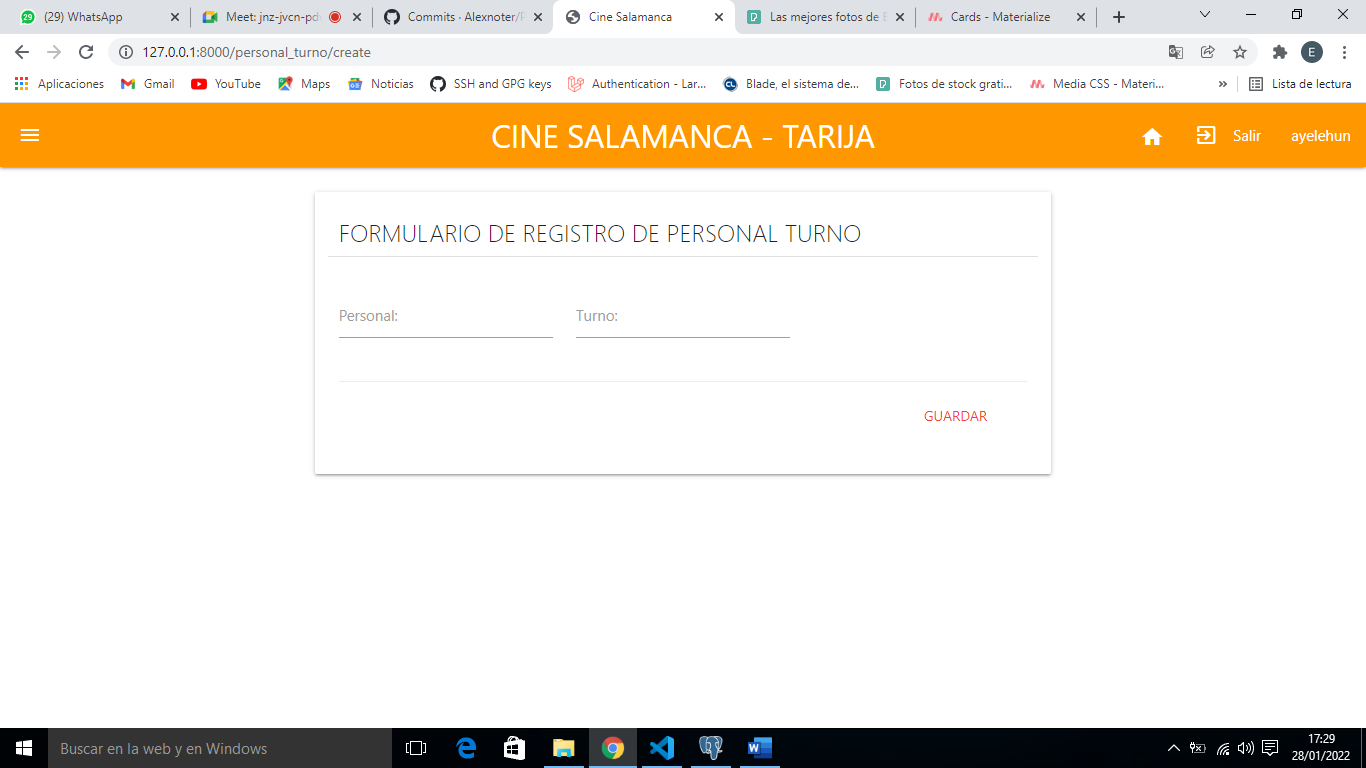 (29) WhatsApp
Meet: jnz-jvcn-pd
Commits · Alexnoter/P
Cine Salamanca
Las mejores fotos de E
Cards - Materialize
127.0.0.1:8000/personal_turno/create
E
Aplicaciones
Gmail
YouTube
Maps
Noticias
SSH and GPG keys
Authentication - Lar...
Blade, el sistema de...
Fotos de stock grati...
Media CSS - Materi...
»
Lista de lectura
CINE SALAMANCA - TARIJA
Salir
ayelehun
FORMULARIO DE REGISTRO DE PERSONAL TURNO
Personal:
Turno:
GUARDAR
Buscar en la web y en Windows
17:29
28/01/2022